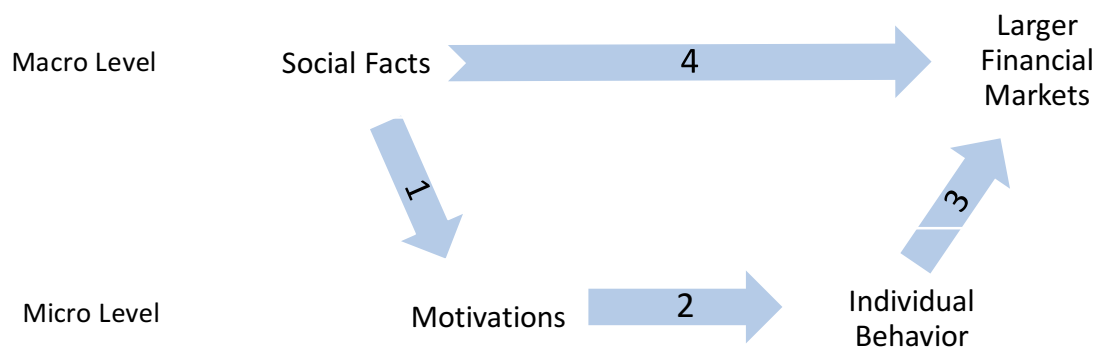 Macro Level
Social Facts
4
Larger
Financial
Markets
1
3
Micro Level
Motivations
2
Individual
Behavior